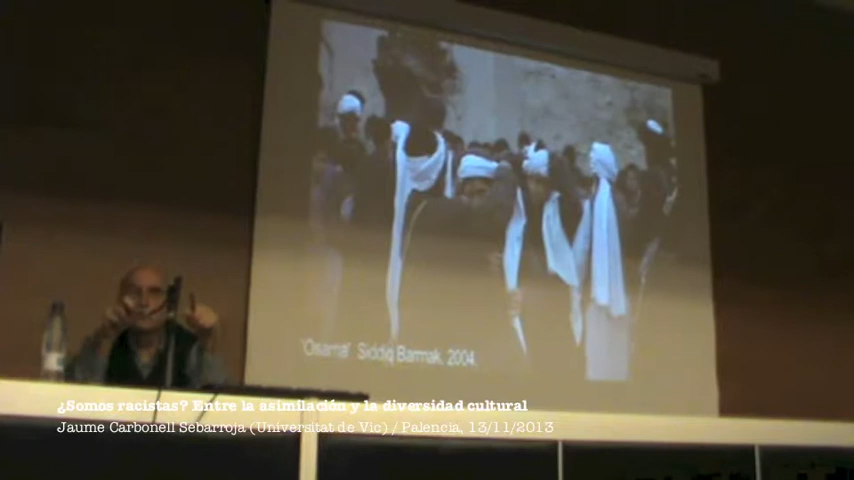 'Osama'. Siddiq Barmak, 2004.
¿Somos racistas? Entre la asimilación y la diversidad cultural
Jaume Carbonell Sebarroja (Universitat de Vic) / Palencia, 13/11/2013